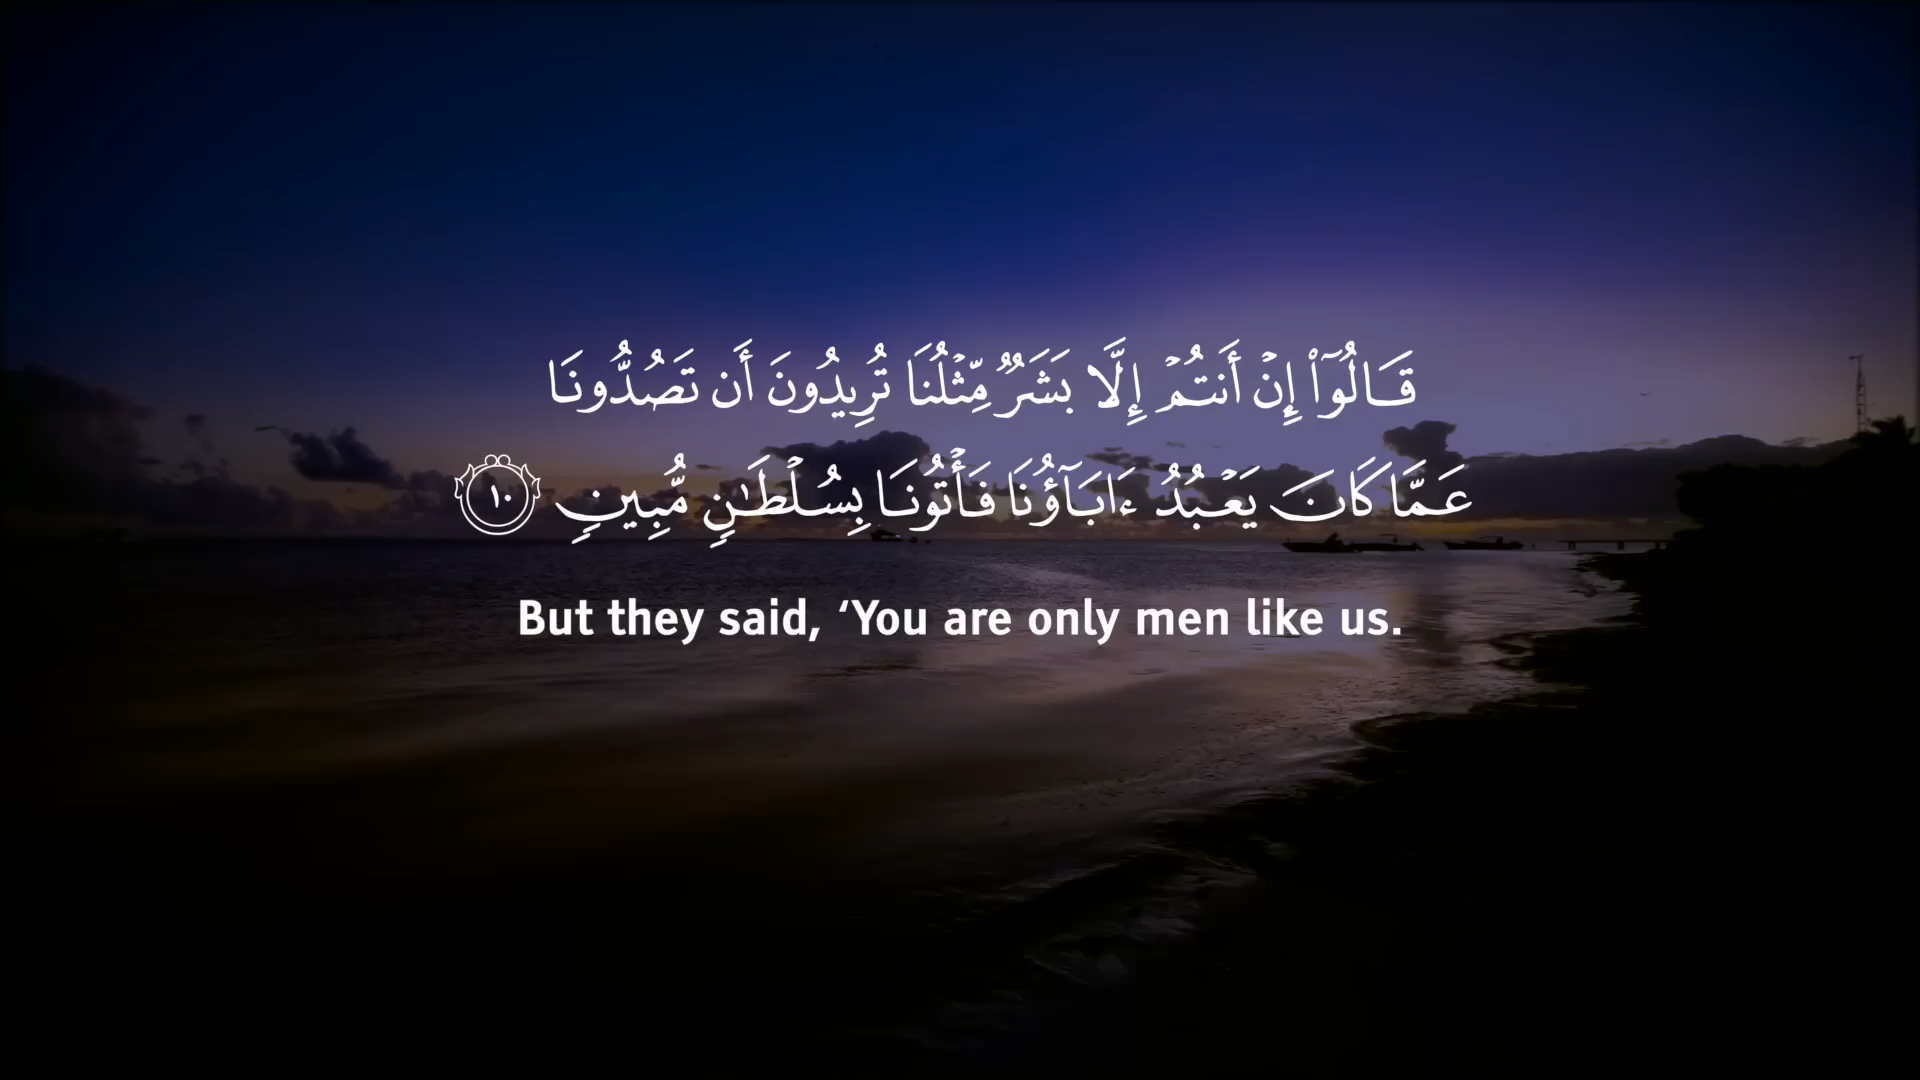 قَالُوٓا۟ إِنْ أَنتُمْ إِلَّا بَشَرٌ مِّثْلُنَا تُرِيدُونَ أَن تَصُدُّونَا
عَمَّا كَانَ يَعْبُدُ ءَابَآؤُنَا فَأْتُونَا بِسُلْطَـٰنٍ مُّبِينٍ ١٠
But they said, ‘You are only men like us.